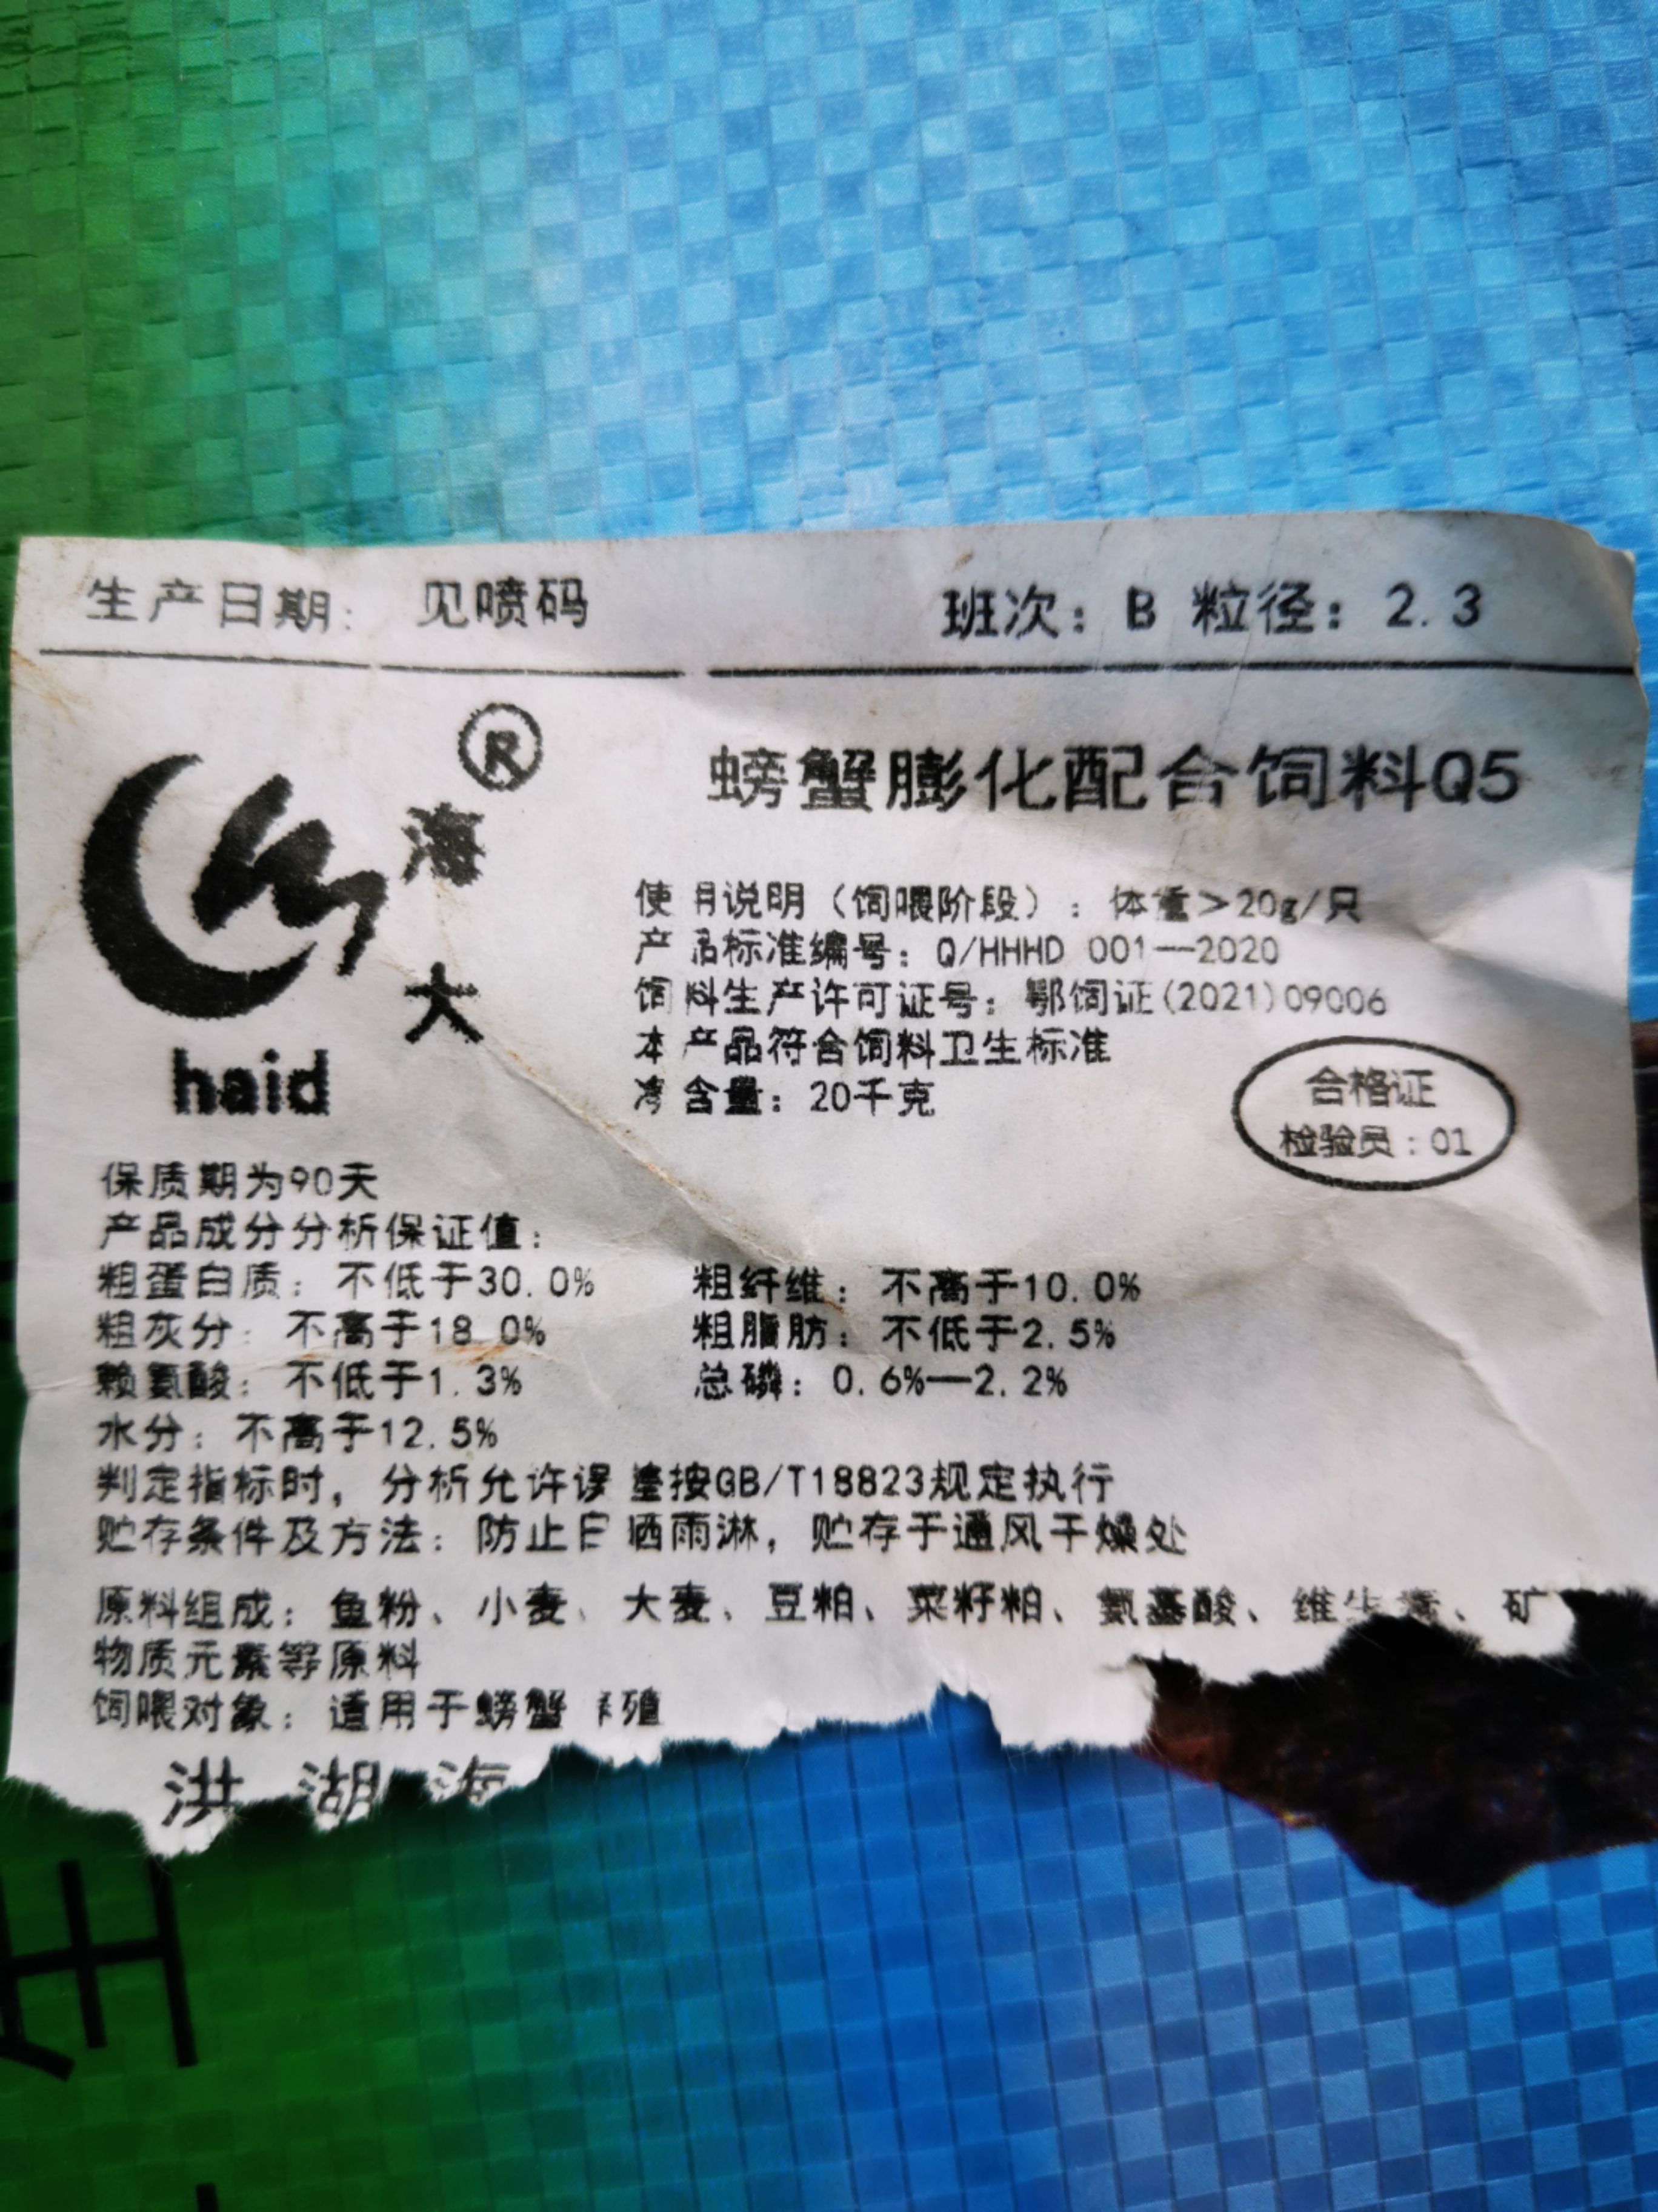 生产日期: 见喷码 班次: B 粒径: 2.3
®
海大
haid
螃蟹膨化配合饲料Q5
使用说明（饲喂阶段）: 体重>20g/只
产品标准编号: Q/HHHD 001—2020
饲料生产许可证号: 鄂饲证(2021)09006
本产品符合饲料卫生标准
净含量: 20千克
合格证
检验员:01
保质期为90天
产品成分分析保证值:
粗蛋白质: 不低于30.0% 粗纤维: 不高于10.0%
粗灰分: 不高于18.0% 粗脂肪: 不低于2.5%
赖氨酸: 不低于1.3% 总磷: 0.6%—2.2%
水分: 不高于12.5%
判定指标时, 分析允许误差按GB/T18823规定执行
贮存条件及方法: 防止日晒雨淋, 贮存于通风干燥处
原料组成: 鱼粉、小麦、大麦、豆粕、菜籽粕、氨基酸、维生素、矿
物质元素等原料
饲喂对象: 适用于螃蟹养殖
洪湖海
生